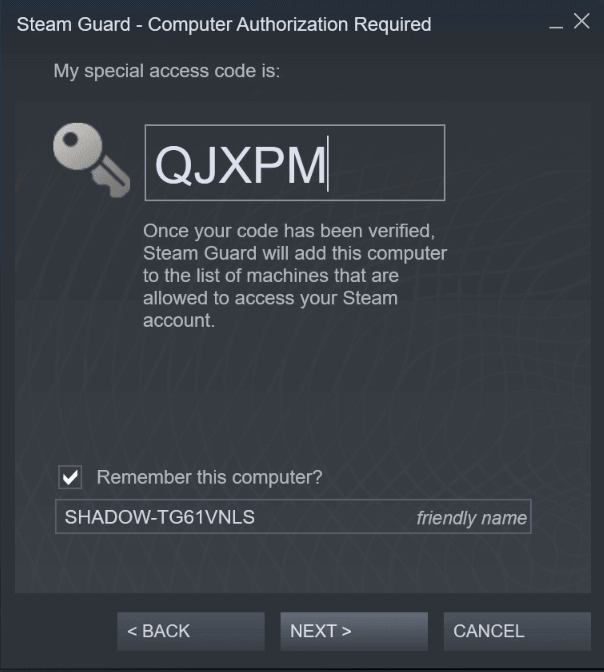 Steam Guard - Computer Authorization Required
My special access code is:
QJXPM
Once your code has been verified,
Steam Guard will add this computer
to the list of machines that are
allowed to access your Steam
account.
Remember this computer?
SHADOW-TG61VNLS friendly name
< BACK NEXT > CANCEL